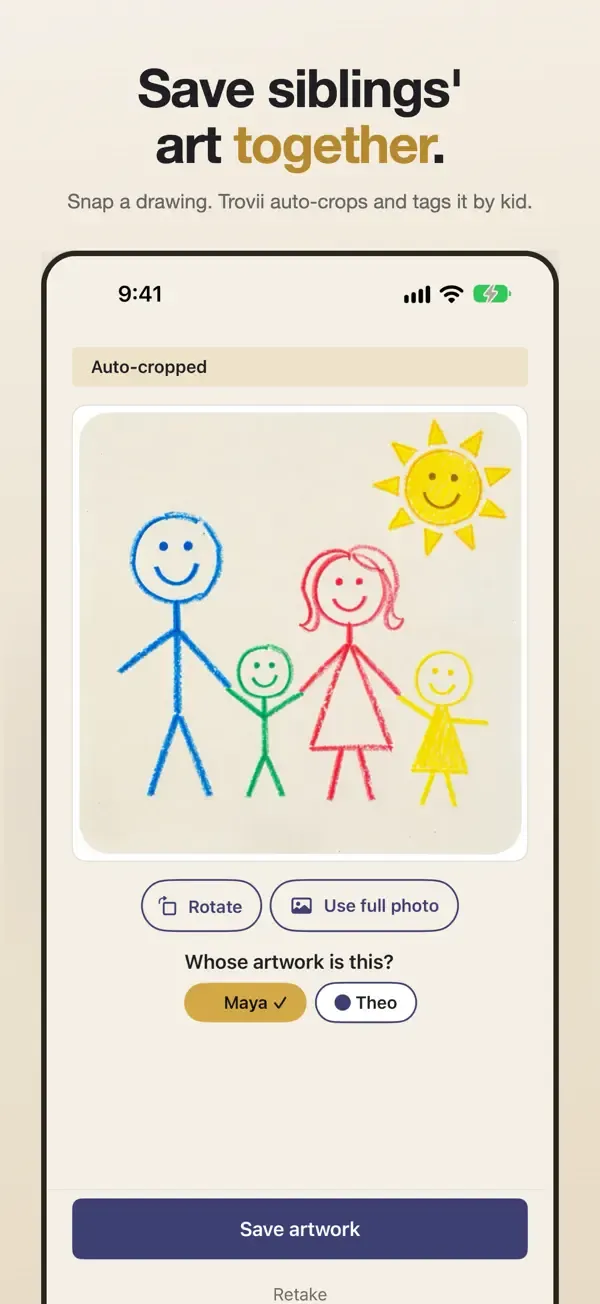 Save siblings'
art together.
Snap a drawing. Trovii auto-crops and tags it by kid.
9:41
Auto-cropped
Rotate
Use full photo
Whose artwork is this?
Maya ✓
Theo
Save artwork
Retake